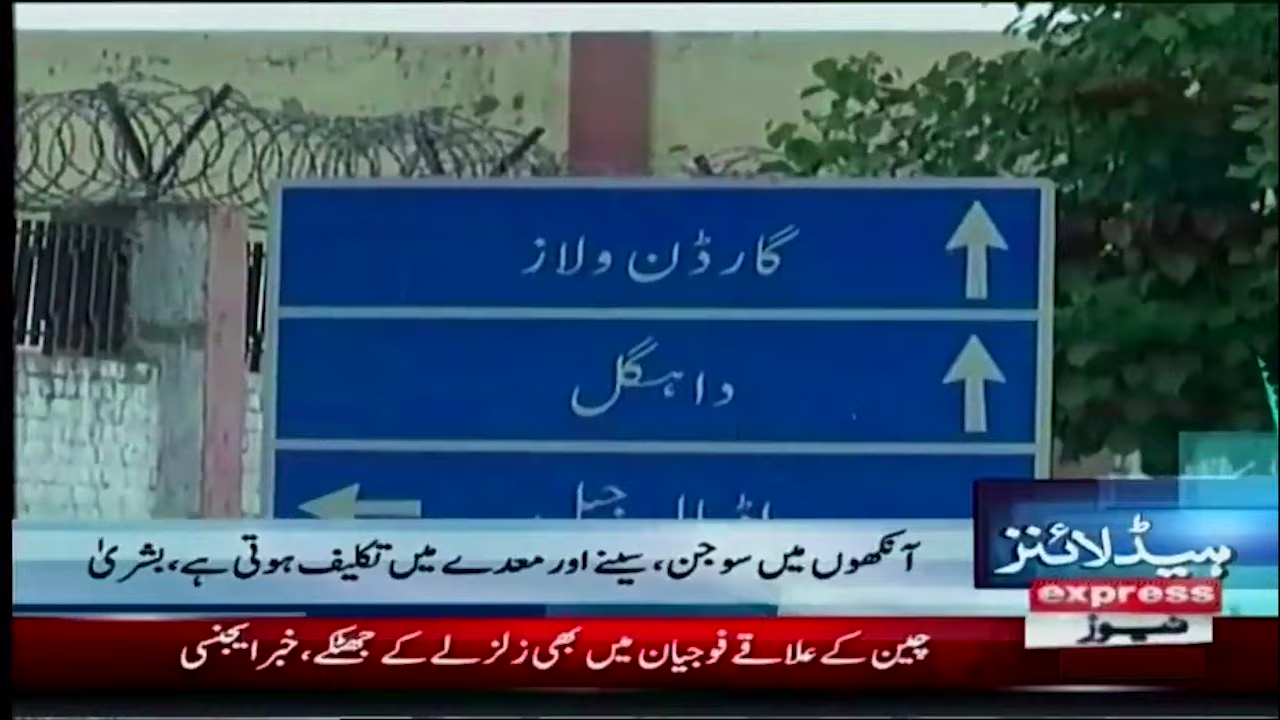 گارڈن ولاز
داہگل
جیل
آنکھوں میں سوجن، سینے اور معدے میں تکلیف ہوتی ہے، بشریٰ
ہیڈلائنز
express
نیوز
چین کے علاقے فوجیان میں بھی زلزلے کے جھٹکے، خبر ایجنسی